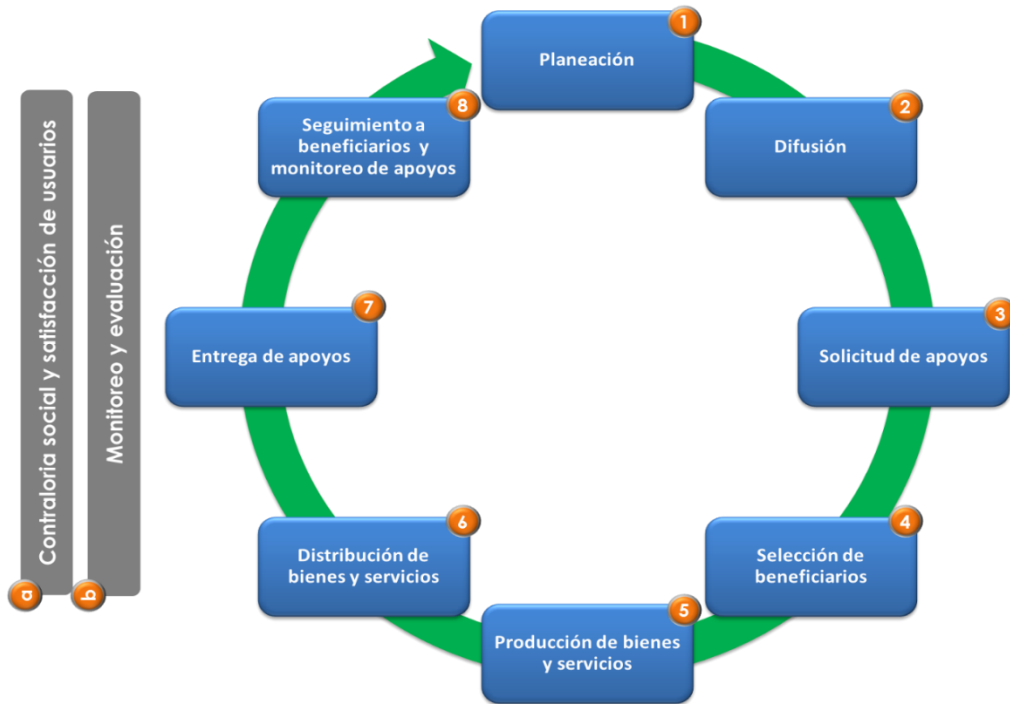 1
Planeación
2
Difusión
3
Solicitud de apoyos
4
Selección de
beneficiarios
5
Producción de bienes
y servicios
6
Distribución de
bienes y servicios
7
Entrega de apoyos
8
Seguimiento a
beneficiarios y
monitoreo de apoyos
a
Contraloria social y satisfacción de usuarios
b
Monitoreo y evaluación